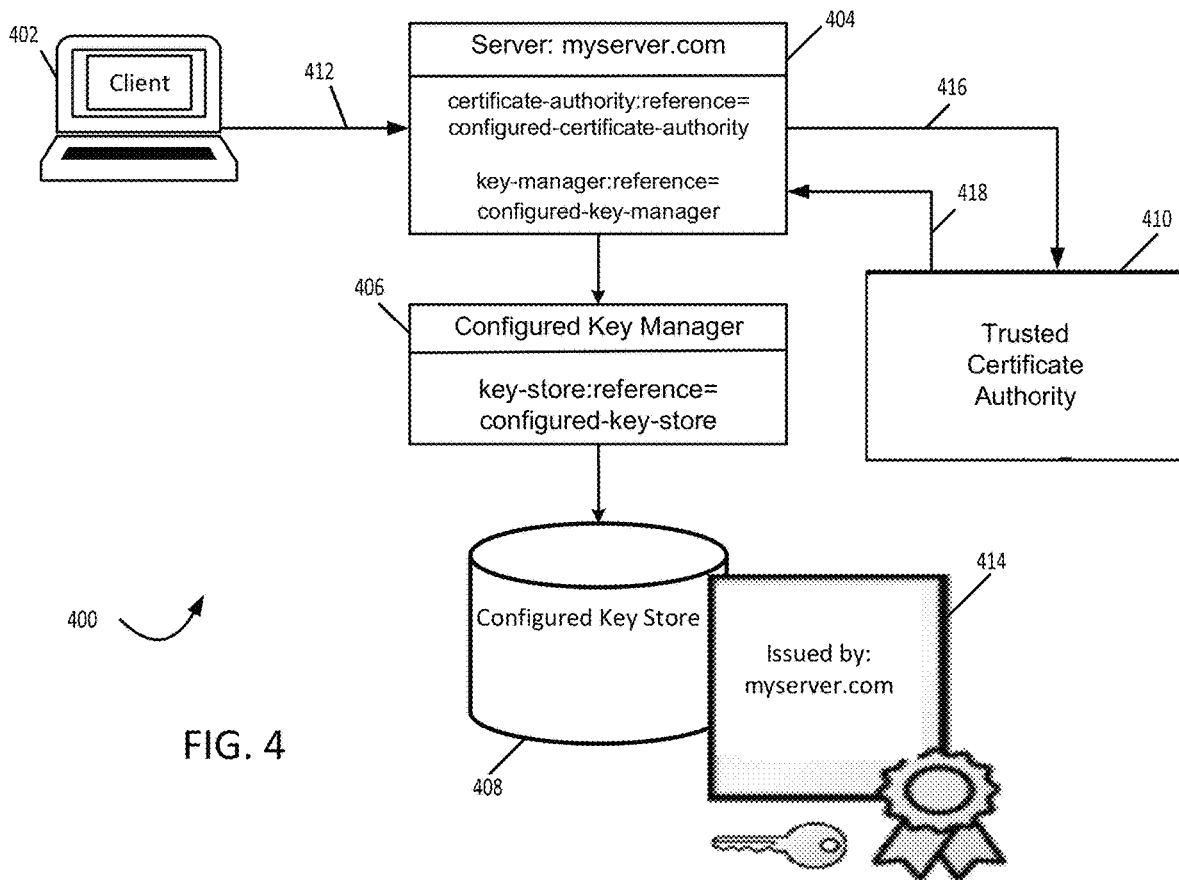 402
Client
412
Server: myserver.com
404
certificate-authority:reference=
configured-certificate-authority
key-manager:reference=
configured-key-manager
416
418
410
406
Configured Key Manager
key-store:reference=
configured-key-store
Trusted
Certificate
Authority
400
Configured Key Store
414
Issued by:
myserver.com
FIG. 4
408